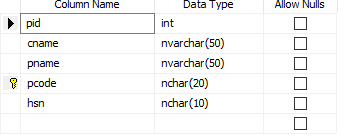 Column Name Data Type Allow Nulls
pid int
cname nvarchar(50)
pname nvarchar(50)
pcode nchar(20)
hsn nchar(10)